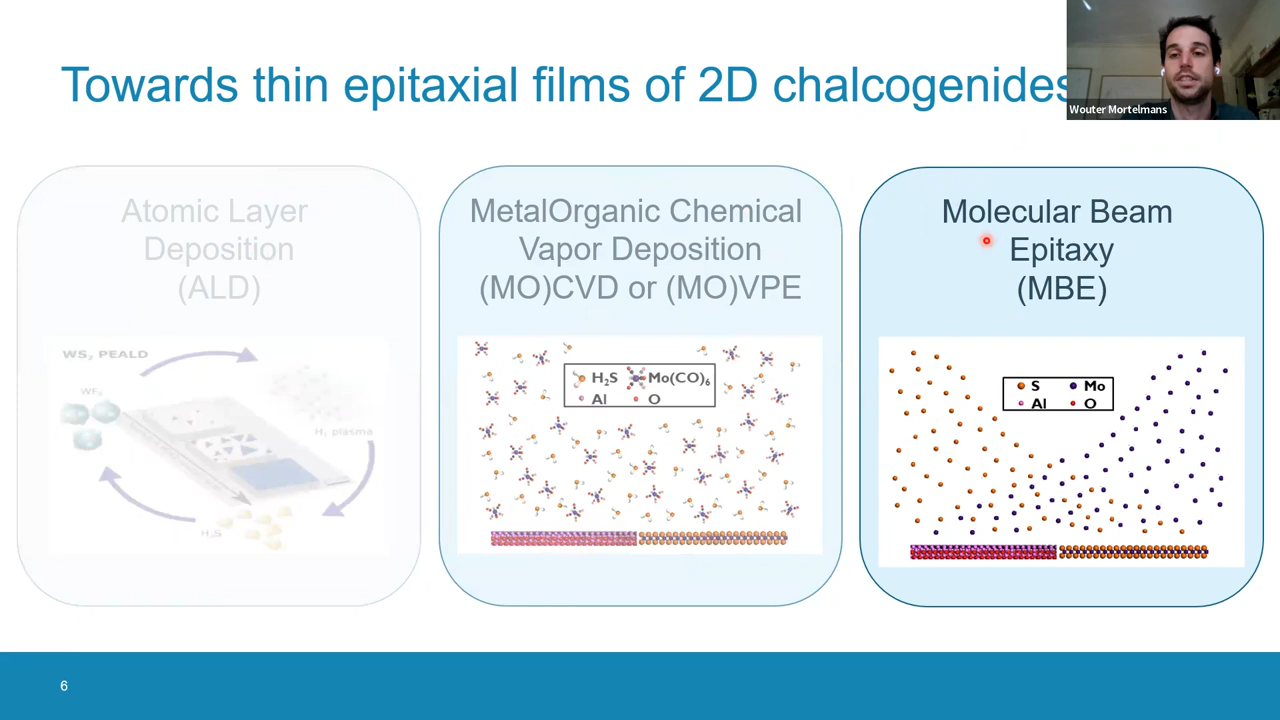 Towards thin epitaxial films of 2D chalcogenides
Wouter Mortelmans
Atomic Layer
Deposition
(ALD)
WS₂ PEALD
WF₆
H₂ plasma
H₂S
MetalOrganic Chemical
Vapor Deposition
(MO)CVD or (MO)VPE
H₂S Mo(CO)₆
Al O
Molecular Beam
Epitaxy
(MBE)
S Mo
Al O
6